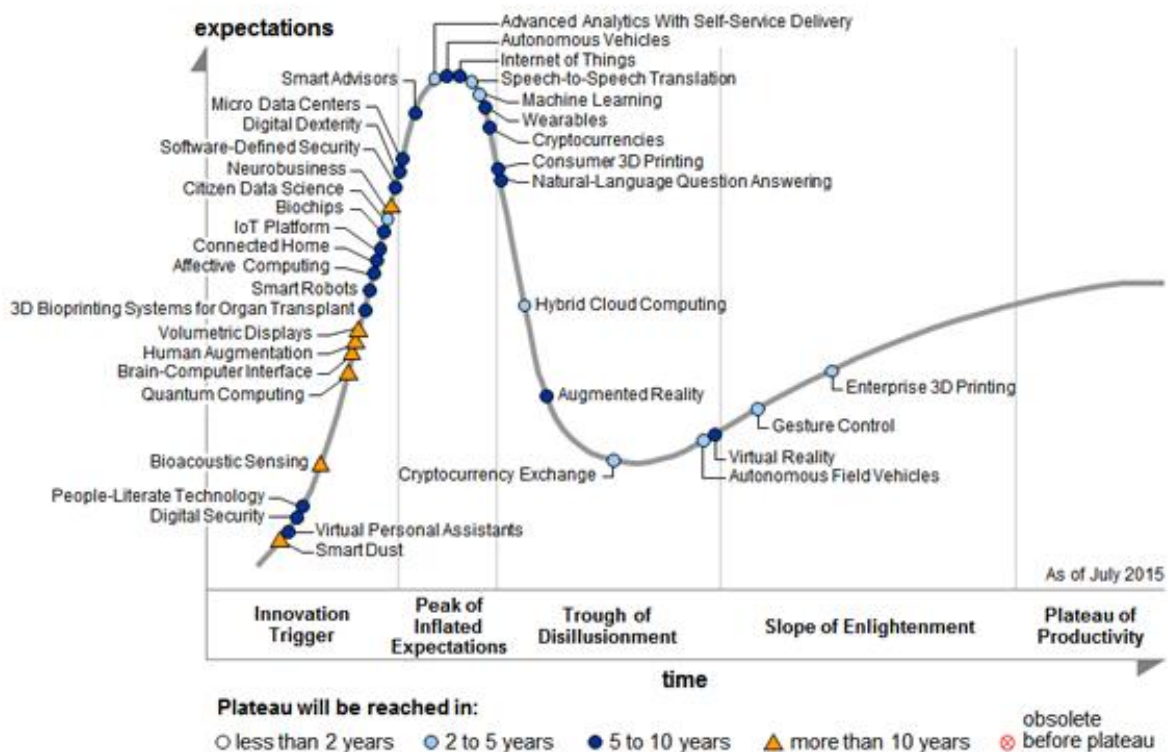 expectations
Advanced Analytics With Self-Service Delivery
Autonomous Vehicles
Internet of Things
Speech-to-Speech Translation
Machine Learning
Wearables
Cryptocurrencies
Consumer 3D Printing
Natural-Language Question Answering
Smart Advisors
Micro Data Centers
Digital Dexterity
Software-Defined Security
Neurobusiness
Citizen Data Science
Biochips
IoT Platform
Connected Home
Affective Computing
Smart Robots
3D Bioprinting Systems for Organ Transplant
Volumetric Displays
Human Augmentation
Brain-Computer Interface
Quantum Computing
Bioacoustic Sensing
People-Literate Technology
Digital Security
Virtual Personal Assistants
Smart Dust
Hybrid Cloud Computing
Augmented Reality
Cryptocurrency Exchange
Enterprise 3D Printing
Gesture Control
Virtual Reality
Autonomous Field Vehicles
As of July 2015
Innovation
Trigger
Peak of
Inflated
Expectations
Trough of
Disillusionment
Slope of Enlightenment
Plateau of
Productivity
time
Plateau will be reached in:
less than 2 years
2 to 5 years
5 to 10 years
more than 10 years
obsolete
before plateau